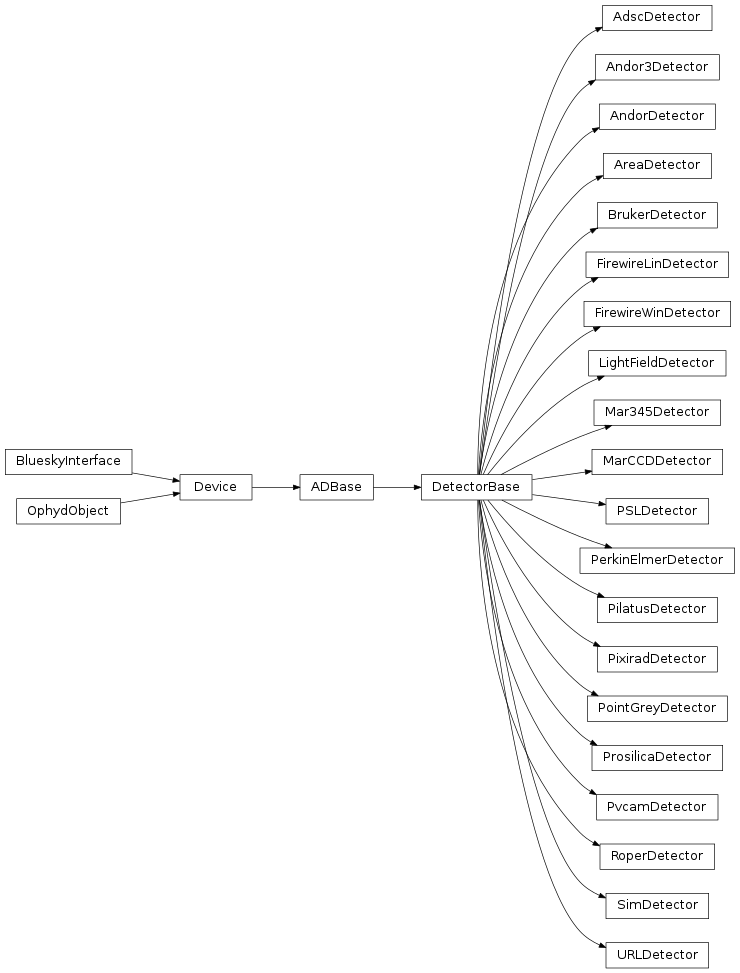 BlueskyInterface
OphydObject
Device
ADBase
DetectorBase
AdscDetector
Andor3Detector
AndorDetector
AreaDetector
BrukerDetector
FirewireLinDetector
FirewireWinDetector
LightFieldDetector
Mar345Detector
MarCCDDetector
PSLDetector
PerkinElmerDetector
PilatusDetector
PixiradDetector
PointGreyDetector
ProsilicaDetector
PvcamDetector
RoperDetector
SimDetector
URLDetector